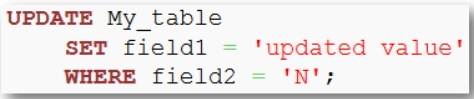 UPDATE My_table
SET field1 = 'updated value'
WHERE field2 = 'N';